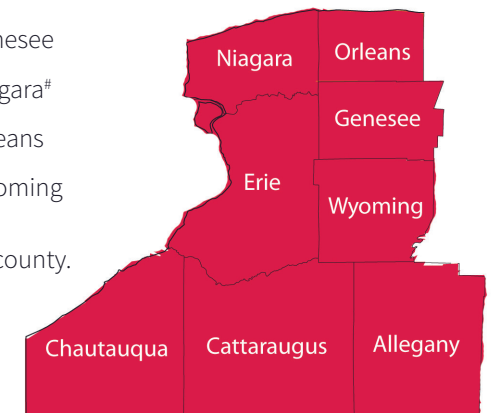 nesee
gara#
eans
oming
county.
Niagara
Orleans
Genesee
Erie
Wyoming
Chautauqua
Cattaraugus
Allegany